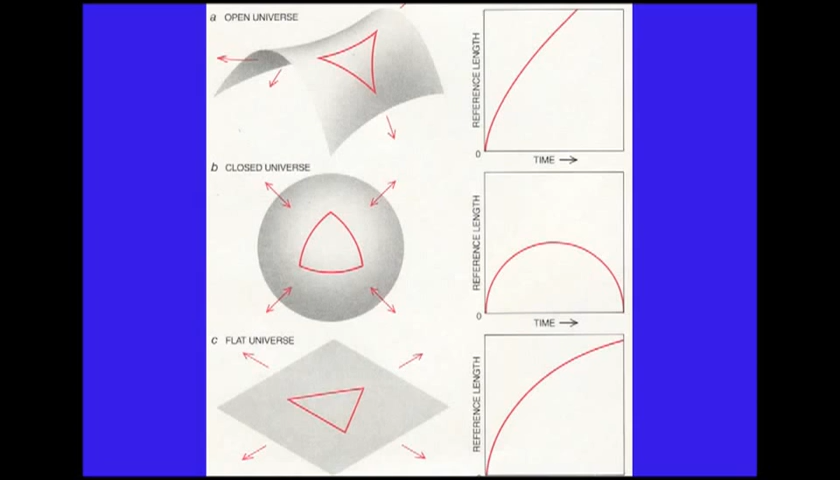 a OPEN UNIVERSE
REFERENCE LENGTH
0
TIME →
b CLOSED UNIVERSE
REFERENCE LENGTH
0
TIME →
c FLAT UNIVERSE
REFERENCE LENGTH